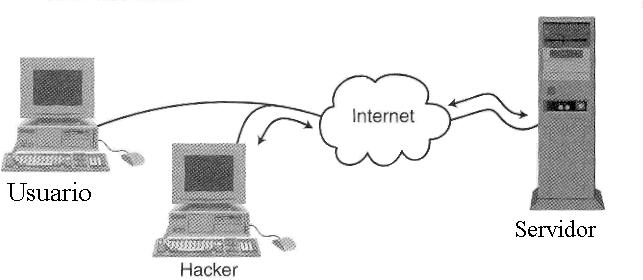 Internet
Usuario
Servidor
Hacker